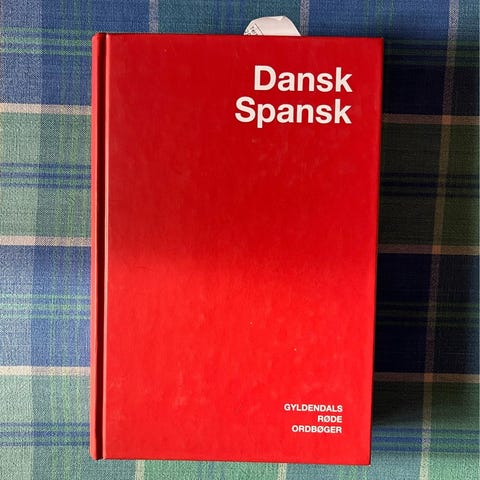 Dansk
Spansk
GYLDENDALS
RØDE
ORDBØGER